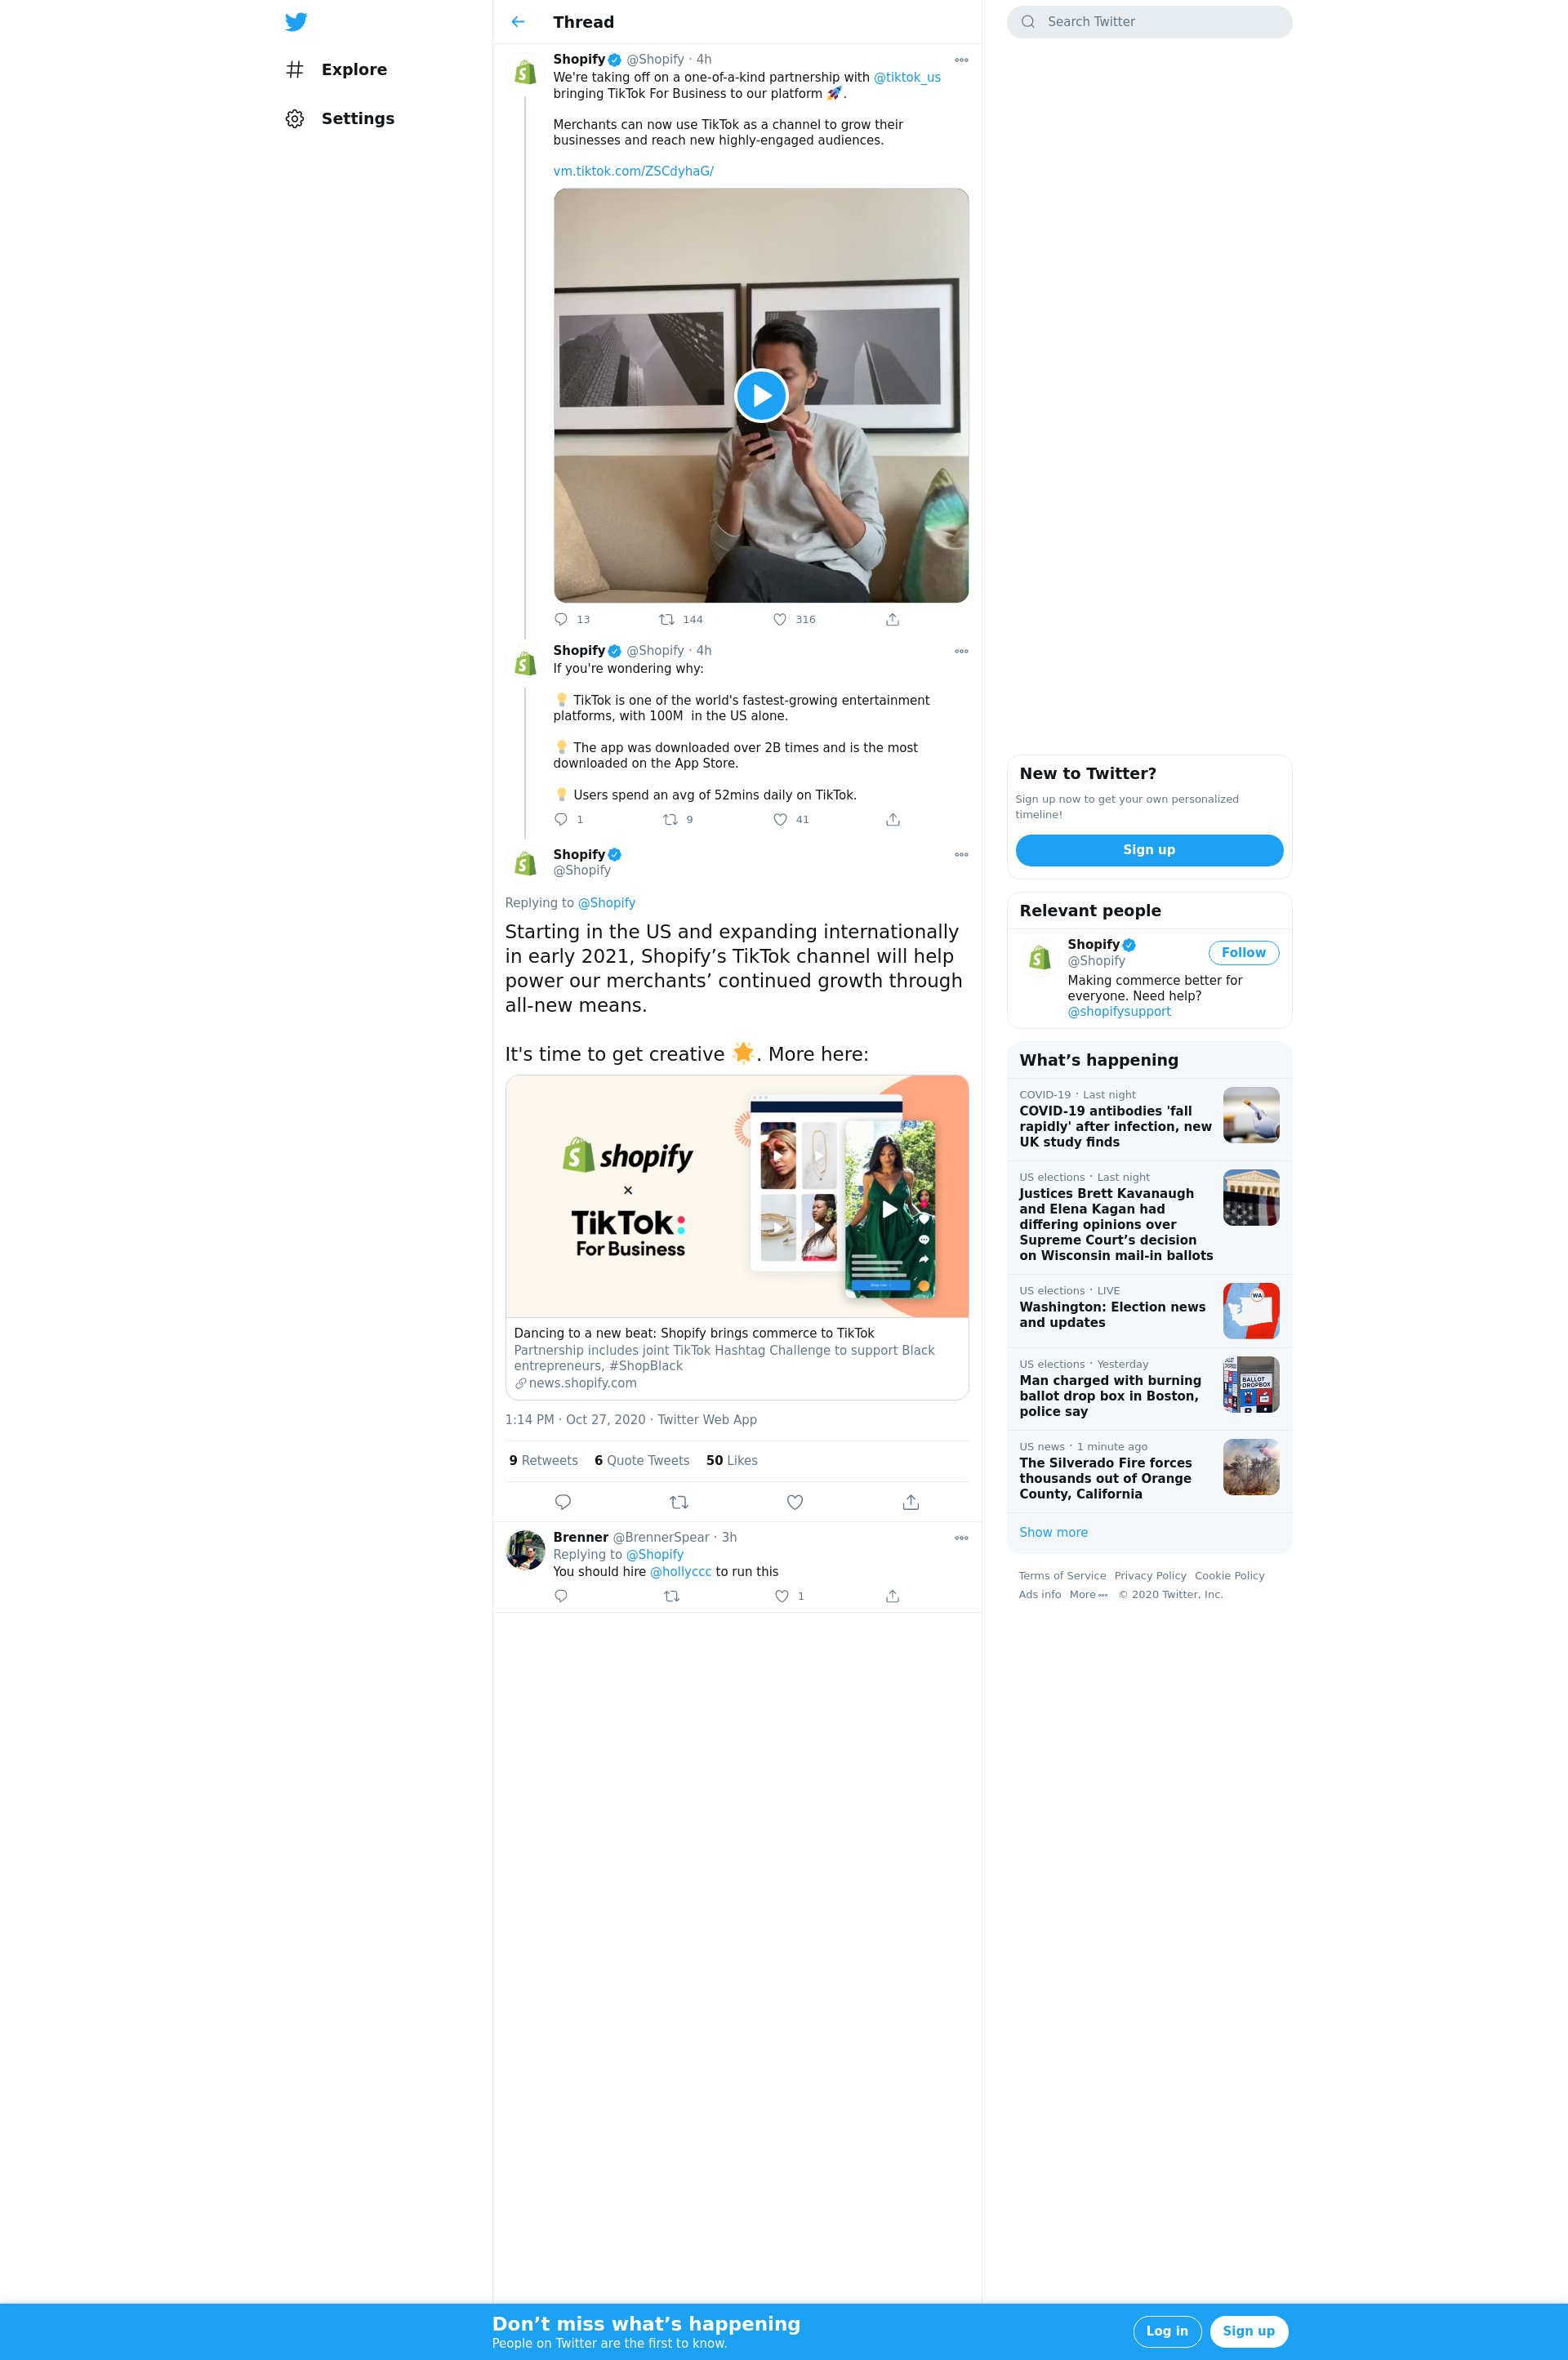 Explore
Settings
Thread
Shopify @Shopify · 4h
We're taking off on a one-of-a-kind partnership with @tiktok_us
bringing TikTok For Business to our platform 🚀.
Merchants can now use TikTok as a channel to grow their
businesses and reach new highly-engaged audiences.
vm.tiktok.com/ZSCdyhaG/
13 144 316
Shopify @Shopify · 4h
If you're wondering why:
💡 TikTok is one of the world's fastest-growing entertainment
platforms, with 100M  in the US alone.
💡 The app was downloaded over 2B times and is the most
downloaded on the App Store.
💡 Users spend an avg of 52mins daily on TikTok.
1 9 41
Shopify
@Shopify
Replying to @Shopify
Starting in the US and expanding internationally
in early 2021, Shopify’s TikTok channel will help
power our merchants’ continued growth through
all-new means.
It's time to get creative 🌟. More here:
shopify
×
TikTok:
For Business
Dancing to a new beat: Shopify brings commerce to TikTok
Partnership includes joint TikTok Hashtag Challenge to support Black
entrepreneurs, #ShopBlack
news.shopify.com
1:14 PM · Oct 27, 2020 · Twitter Web App
9 Retweets 6 Quote Tweets 50 Likes
Brenner @BrennerSpear · 3h
Replying to @Shopify
You should hire @hollyccc to run this
1
Search Twitter
New to Twitter?
Sign up now to get your own personalized
timeline!
Sign up
Relevant people
Shopify
@Shopify
Follow
Making commerce better for
everyone. Need help?
@shopifysupport
What’s happening
COVID-19 · Last night
COVID-19 antibodies 'fall
rapidly' after infection, new
UK study finds
US elections · Last night
Justices Brett Kavanaugh
and Elena Kagan had
differing opinions over
Supreme Court’s decision
on Wisconsin mail-in ballots
US elections · LIVE
Washington: Election news
and updates
WA
US elections · Yesterday
Man charged with burning
ballot drop box in Boston,
police say
BALLOT
DROPBOX
US news · 1 minute ago
The Silverado Fire forces
thousands out of Orange
County, California
Show more
Terms of Service Privacy Policy Cookie Policy
Ads info More © 2020 Twitter, Inc.
Don’t miss what’s happening
People on Twitter are the first to know.
Log in
Sign up